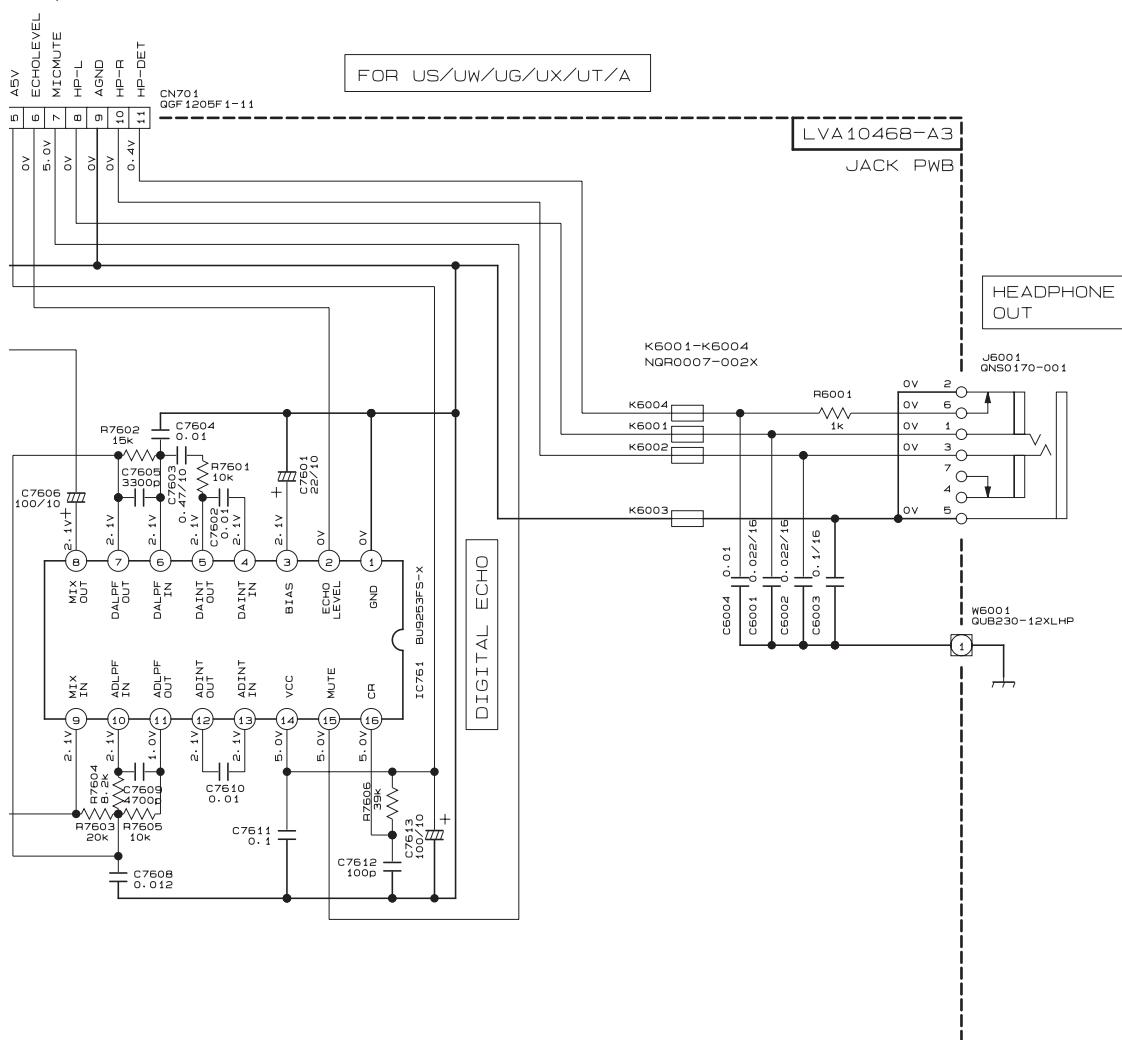 A5V
ECHOLEVEL
MICMUTE
HP-L
AGND
HP-R
HP-DET
5 6 7 8 9 10 11
CN701
QGF1205F1-11
0V
5.0V
0V
0V
0V
0.4V
FOR US/UW/UG/UX/UT/A
LVA10468-A3
JACK PWB
HEADPHONE
OUT
K6001-K6004
NQR0007-002X
J6001
QNS0170-001
K6004
K6001
K6002
K6003
R6001
1k
0V 2
0V 6
0V 1
0V 3
7
4
0V 5
C6004 0.01
C6001 0.022/16
C6002 0.022/16
C6003 0.1/16
W6001
QUB230-12XLHP
1
R7602
15k
C7604
0.01
C7605
3300p
C7603
0.47/10
R7601
10k
C7602
0.01
C7601
22/10
+
C7606
100/10
+
2.1V
2.1V
2.1V
2.1V
2.1V
2.1V
0V
0V
8 7 6 5 4 3 2 1
MIX
OUT
DALPF
OUT
DALPF
IN
DAINT
OUT
DAINT
IN
BIAS
ECHO
LEVEL
GND
IC761 BU9253FS-X
DIGITAL ECHO
MIX
IN
ADLPF
IN
ADLPF
OUT
ADINT
OUT
ADINT
IN
VCC
MUTE
CR
9 10 11 12 13 14 15 16
2.1V
2.1V
1.0V
2.1V
2.1V
5.0V
5.0V
5.0V
R7604
8.2k
C7609
4700p
C7610
0.01
R7603
20k
R7605
10k
C7608
0.012
C7611
0.1
R7606
39k
C7612
100p
C7613
100/10
+